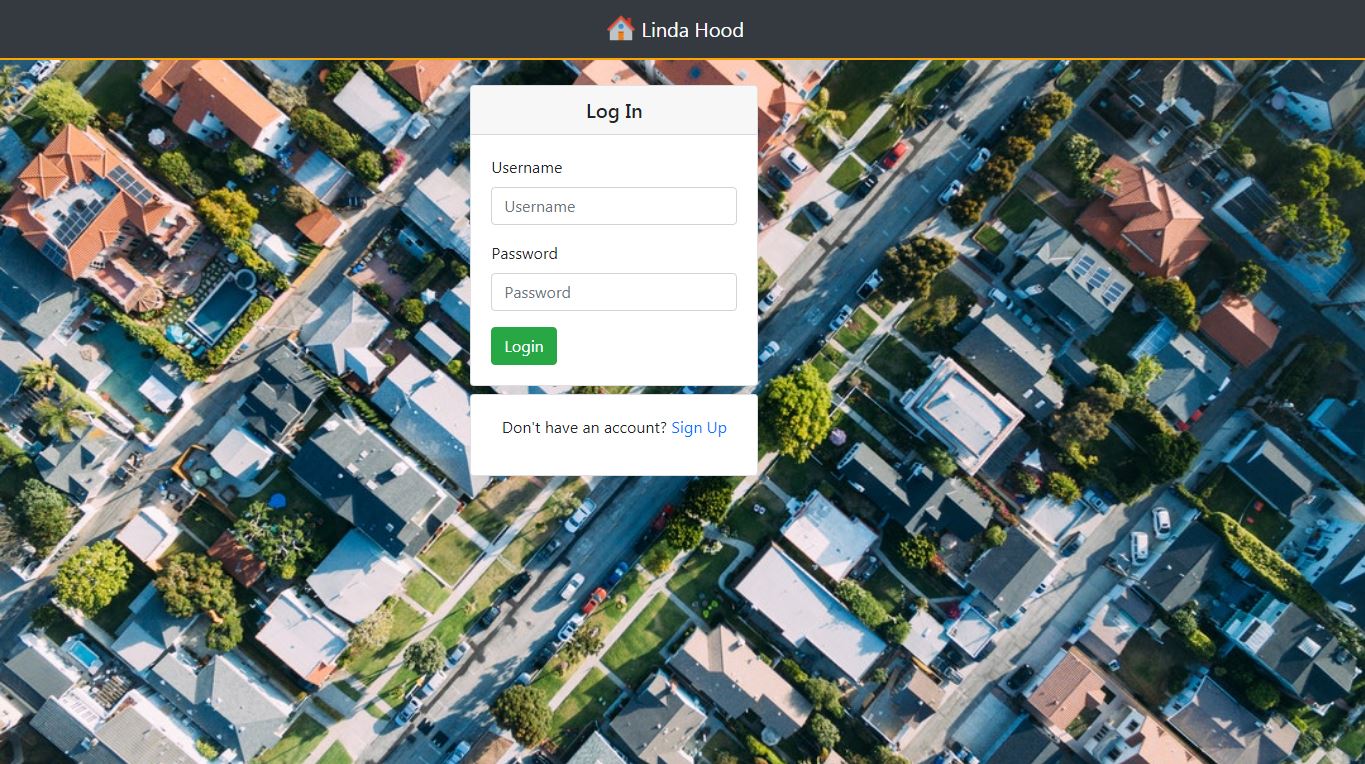 Linda Hood
Log In
Username
Username
Password
Password
Login
Don't have an account? Sign Up